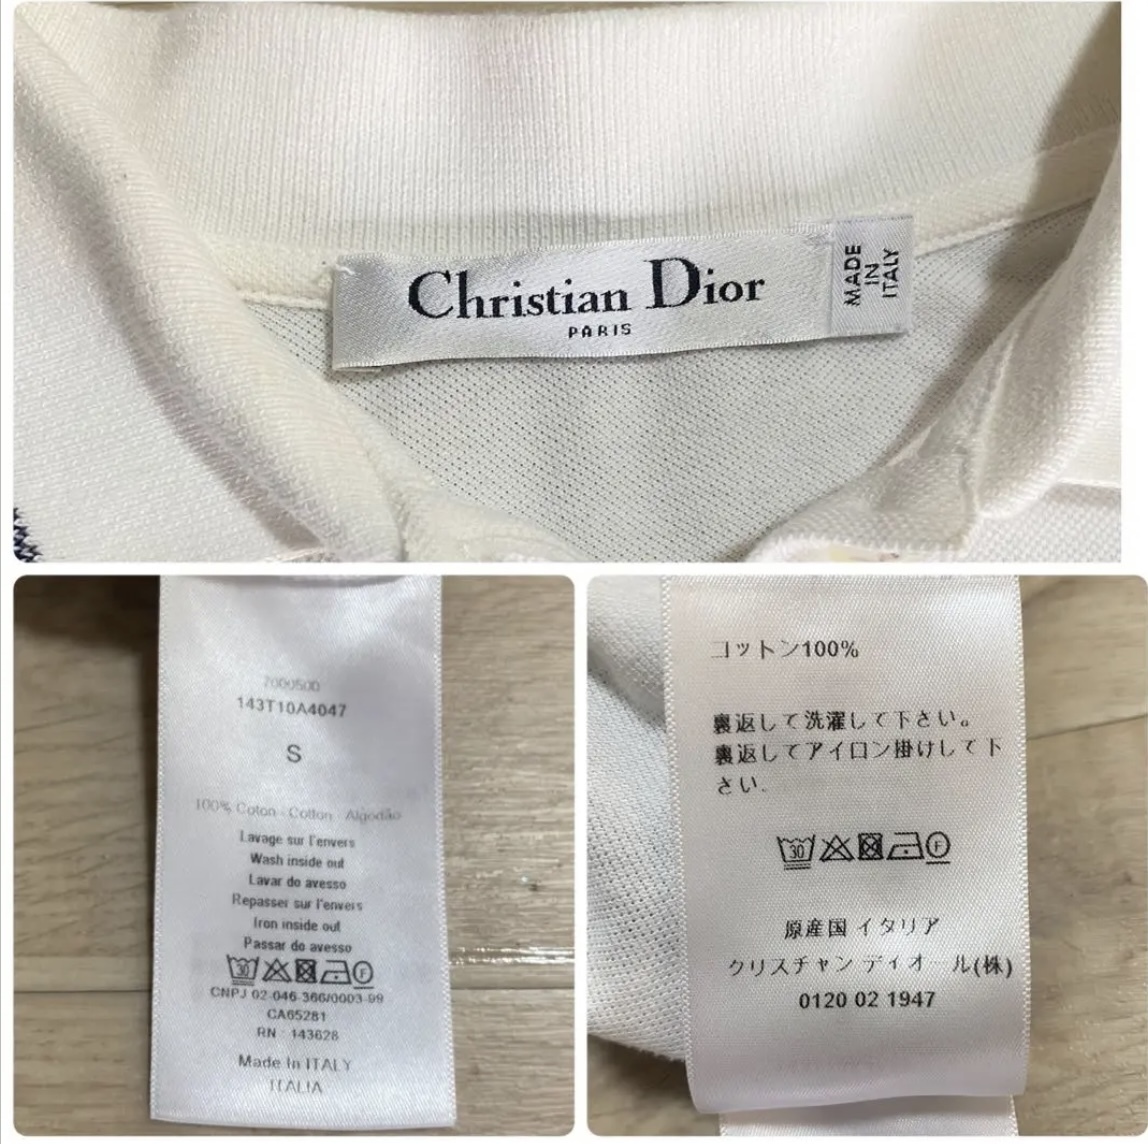 Christian Dior
PARIS
MADE
IN
ITALY
7000500
143T10A4047
S
100% Coton - Cotton - Algodão
Lavage sur l'envers
Wash inside out
Lavar do avesso
Repasser sur l'envers
Iron inside out
Passar do avesso
30 F
CNPJ 02-046-366/0003-99
CA65281
RN : 143628
Made In ITALY
ITALIA
コットン100%
裏返して洗濯して下さい。
裏返してアイロン掛けして下
さい.
30 F
原産国 イタリア
クリスチャン ディオール(株)
0120 02 1947